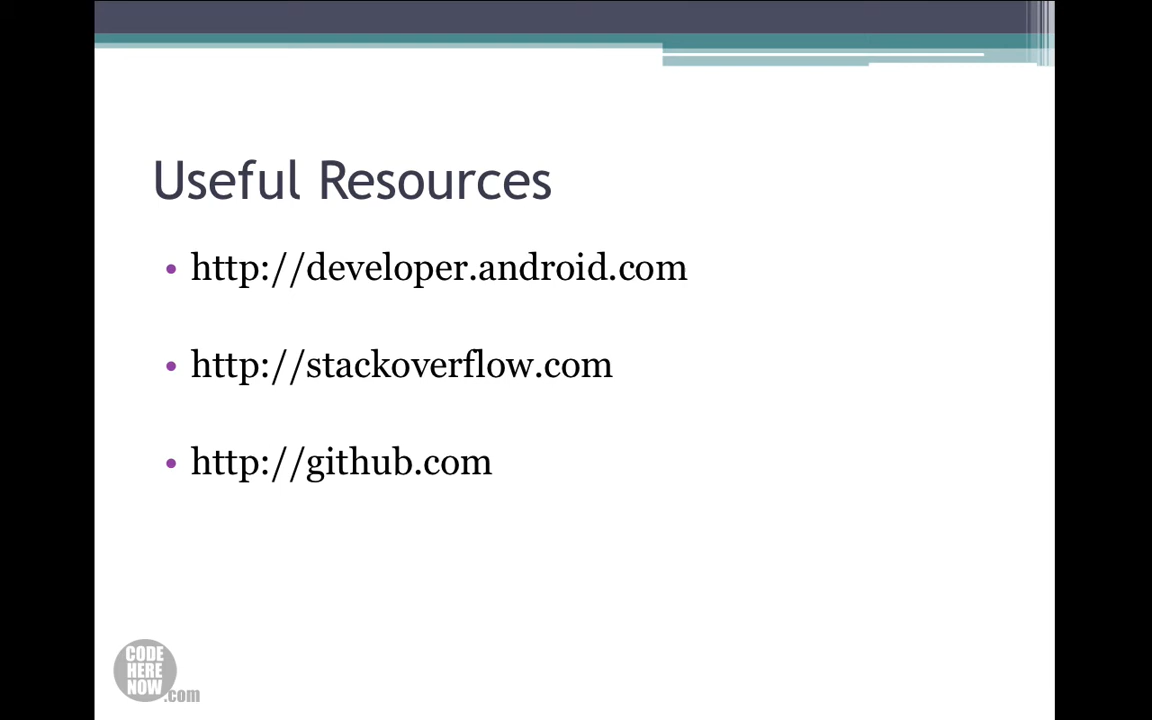 Useful Resources
• http://developer.android.com
• http://stackoverflow.com
• http://github.com
CODE
HERE
NOW
.com